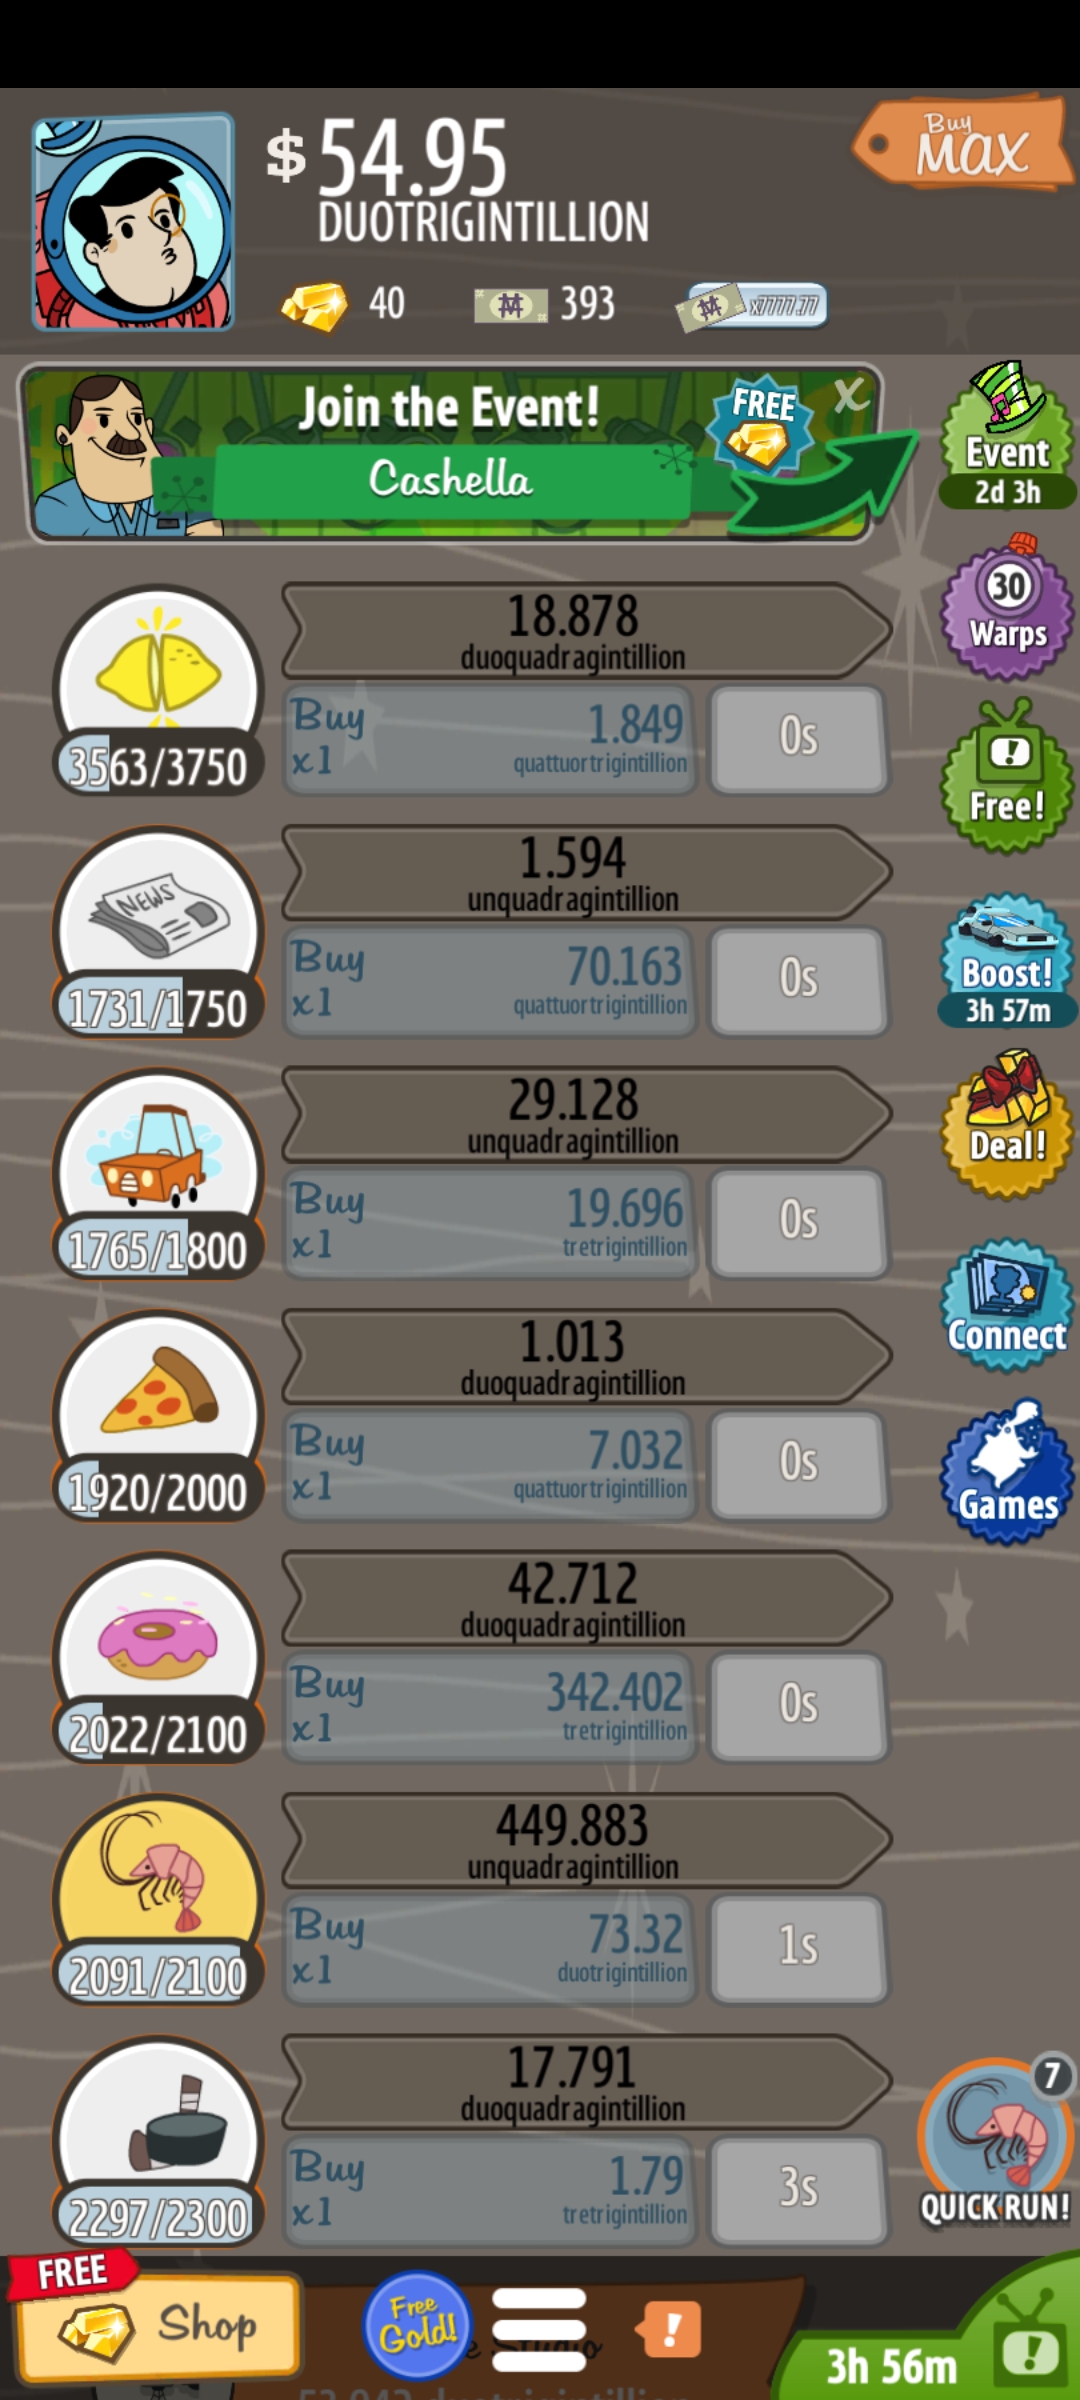 $ 54.95
DUOTRIGINTILLION
Buy
MAX
40
393
x7777.77
Join the Event!
FREE
X
Cashella
Event
2d 3h
18.878
duoquadragintillion
30
Warps
3563/3750
Buy
x1
1.849
quattuortrigintillion
0s
Free!
1.594
unquadragintillion
NEWS
1731/1750
Buy
x1
70.163
quattuortrigintillion
0s
Boost!
3h 57m
29.128
unquadragintillion
Deal!
1765/1800
Buy
x1
19.696
tretrigintillion
0s
1.013
duoquadragintillion
Connect
1920/2000
Buy
x1
7.032
quattuortrigintillion
0s
Games
42.712
duoquadragintillion
2022/2100
Buy
x1
342.402
tretrigintillion
0s
449.883
unquadragintillion
2091/2100
Buy
x1
73.32
duotrigintillion
1s
17.791
duoquadragintillion
7
QUICK RUN!
2297/2300
Buy
x1
1.79
tretrigintillion
3s
FREE
Shop
Free
Gold!
!
3h 56m
!